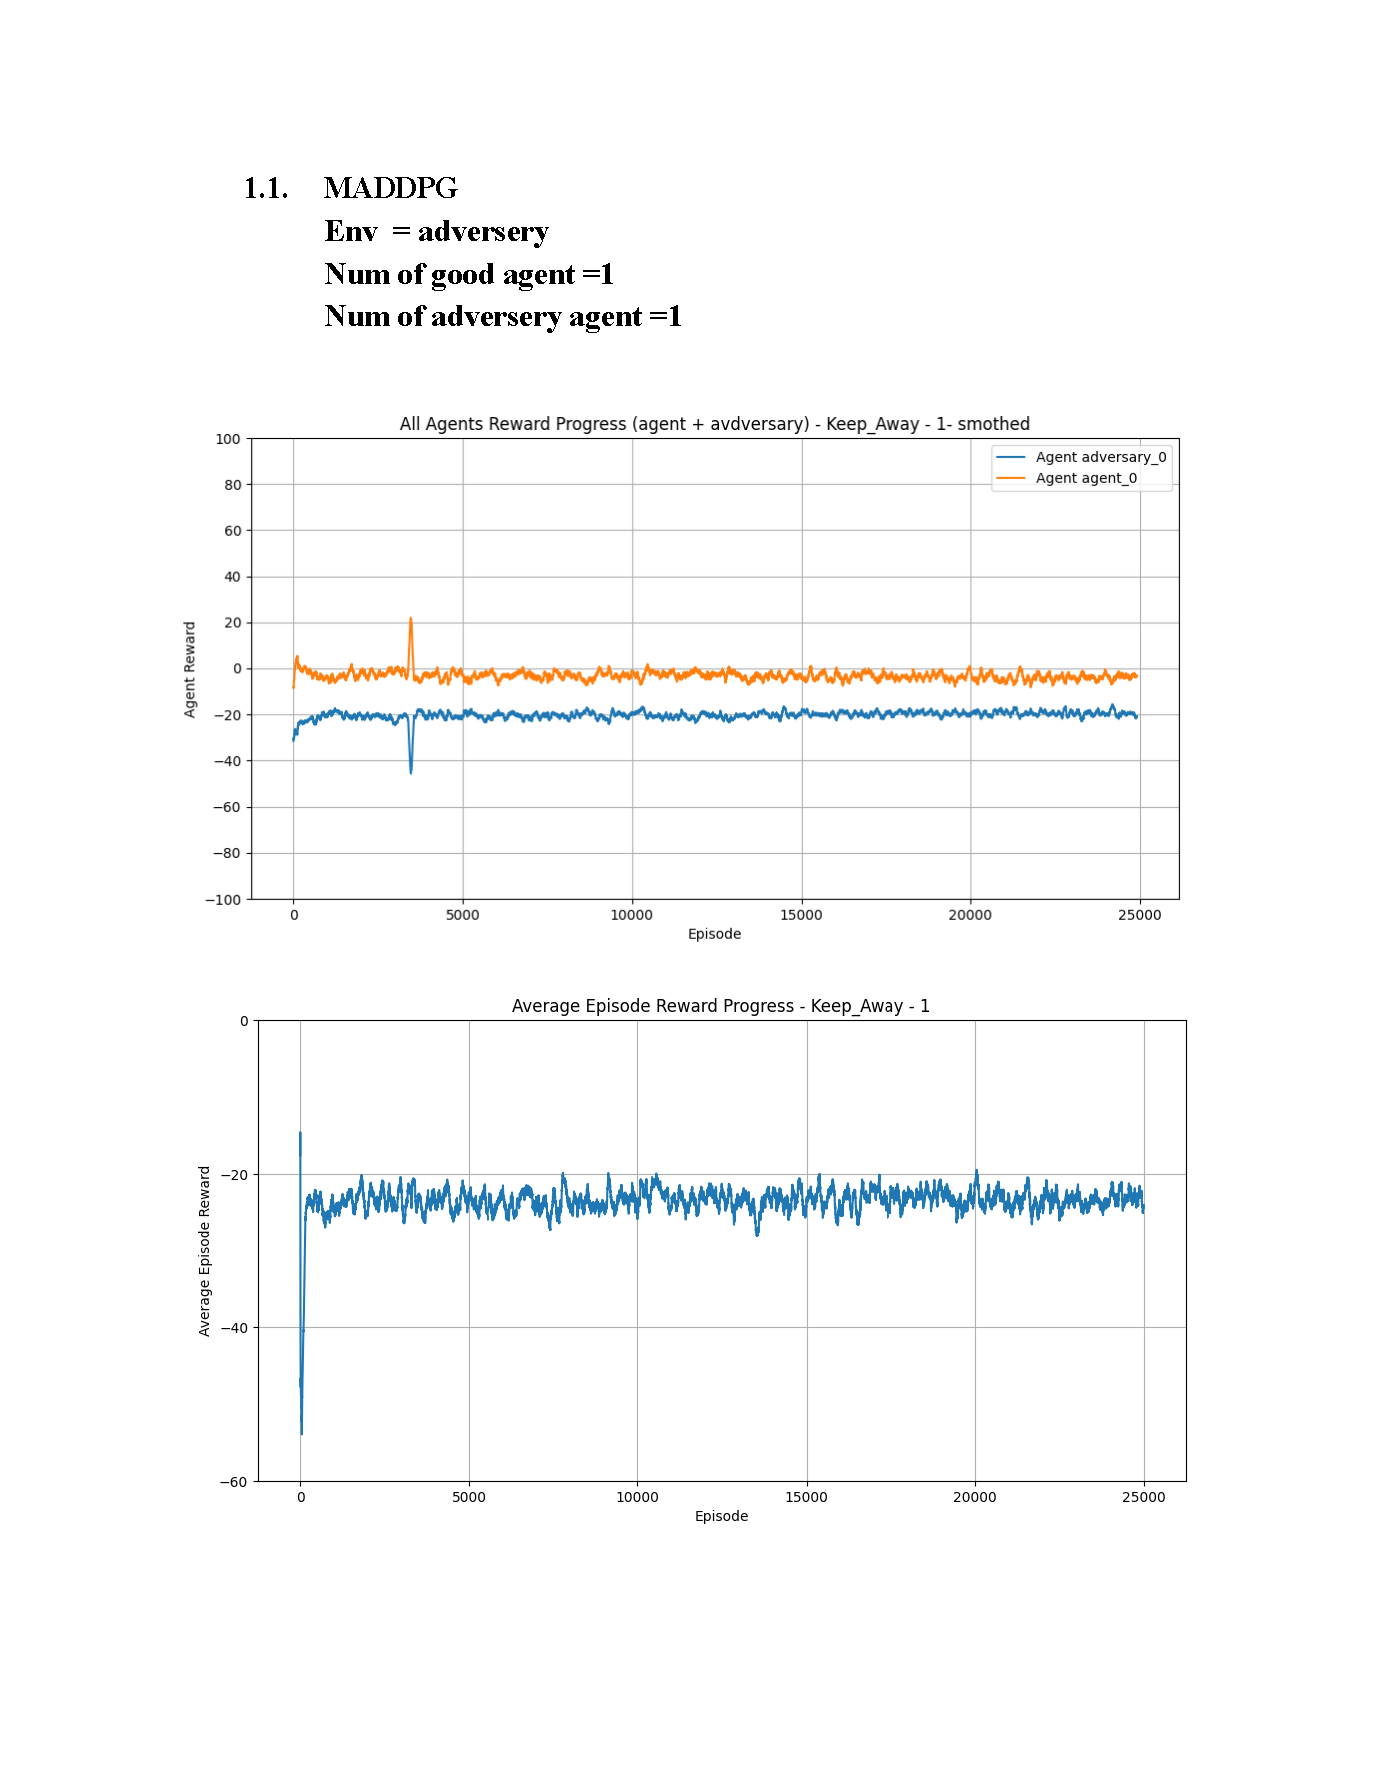 1.1. MADDPG
Env = adversery
Num of good agent =1
Num of adversery agent =1
All Agents Reward Progress (agent + avdversary) - Keep_Away - 1- smothed
100
80
60
40
20
0
−20
−40
−60
−80
−100
Agent Reward
Agent adversary_0
Agent agent_0
0 5000 10000 15000 20000 25000
Episode
Average Episode Reward Progress - Keep_Away - 1
0
−20
−40
−60
Average Episode Reward
0 5000 10000 15000 20000 25000
Episode